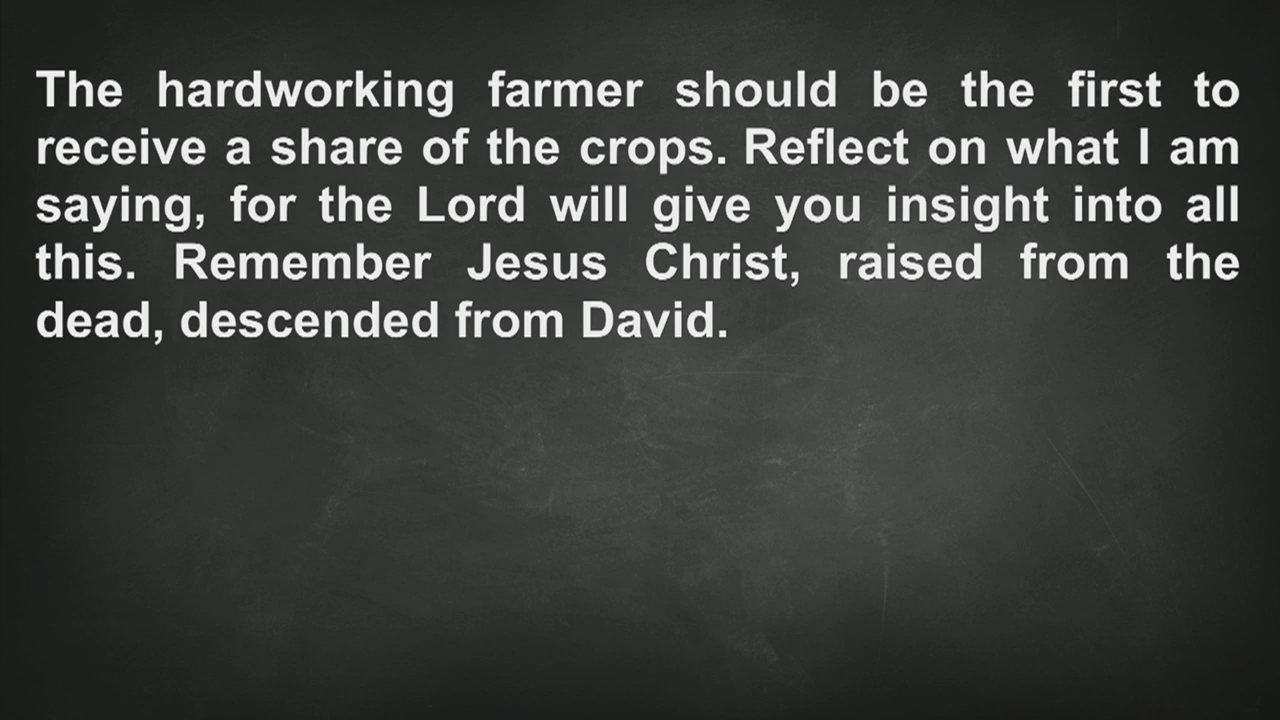 The hardworking farmer should be the first to
receive a share of the crops. Reflect on what I am
saying, for the Lord will give you insight into all
this. Remember Jesus Christ, raised from the
dead, descended from David.